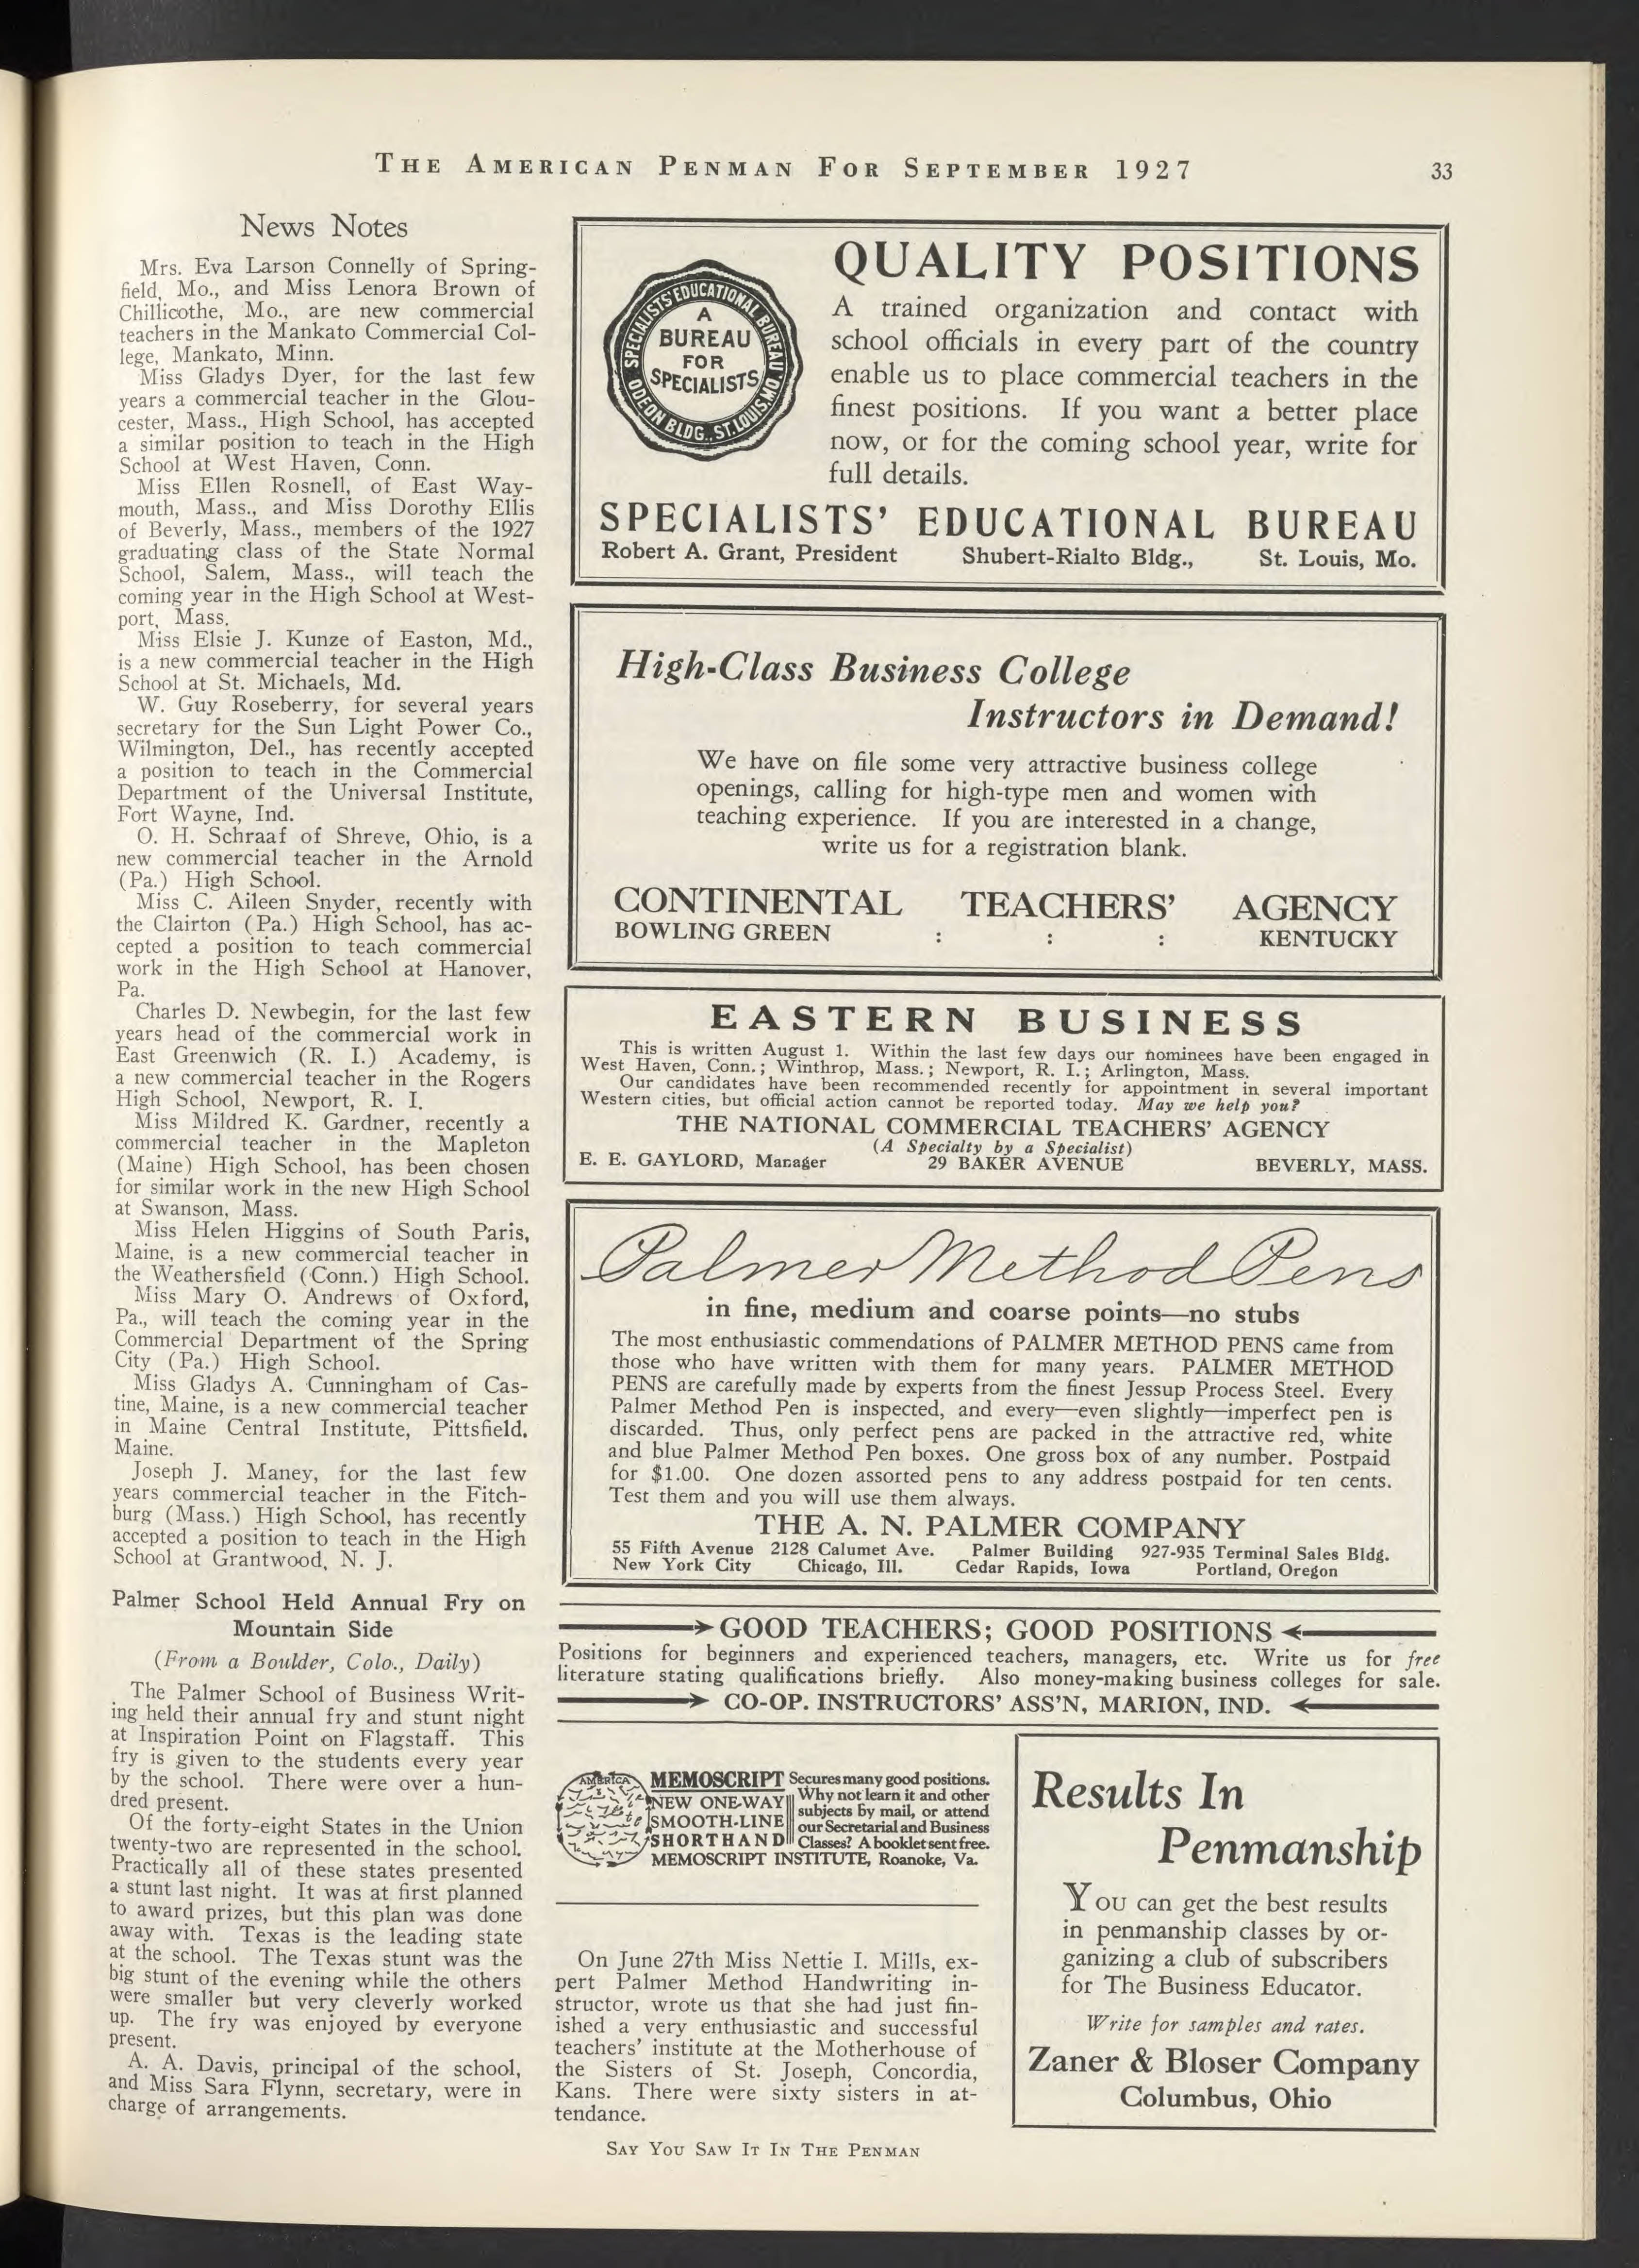 THE AMERICAN PENMAN FOR SEPTEMBER 1927
33
News Notes
Mrs. Eva Larson Connelly of Spring-
field, Mo., and Miss Lenora Brown of
Chillicothe, Mo., are new commercial
teachers in the Mankato Commercial Col-
lege, Mankato, Minn.
Miss Gladys Dyer, for the last few
years a commercial teacher in the Glou-
cester, Mass., High School, has accepted
a similar position to teach in the High
School at West Haven, Conn.
Miss Ellen Rosnell, of East Way-
mouth, Mass., and Miss Dorothy Ellis
of Beverly, Mass., members of the 1927
graduating class of the State Normal
School, Salem, Mass., will teach the
coming year in the High School at West-
port, Mass.
Miss Elsie J. Kunze of Easton, Md.,
is a new commercial teacher in the High
School at St. Michaels, Md.
W. Guy Roseberry, for several years
secretary for the Sun Light Power Co.,
Wilmington, Del., has recently accepted
a position to teach in the Commercial
Department of the Universal Institute,
Fort Wayne, Ind.
O. H. Schraaf of Shreve, Ohio, is a
new commercial teacher in the Arnold
(Pa.) High School.
Miss C. Aileen Snyder, recently with
the Clairton (Pa.) High School, has ac-
cepted a position to teach commercial
work in the High School at Hanover,
Pa.
Charles D. Newbegin, for the last few
years head of the commercial work in
East Greenwich (R. I.) Academy, is
a new commercial teacher in the Rogers
High School, Newport, R. I.
Miss Mildred K. Gardner, recently a
commercial teacher in the Mapleton
(Maine) High School, has been chosen
for similar work in the new High School
at Swanson, Mass.
Miss Helen Higgins of South Paris,
Maine, is a new commercial teacher in
the Weathersfield (Conn.) High School.
Miss Mary O. Andrews of Oxford,
Pa., will teach the coming year in the
Commercial Department of the Spring
City (Pa.) High School.
Miss Gladys A. Cunningham of Cas-
tine, Maine, is a new commercial teacher
in Maine Central Institute, Pittsfield,
Maine.
Joseph J. Maney, for the last few
years commercial teacher in the Fitch-
burg (Mass.) High School, has recently
accepted a position to teach in the High
School at Grantwood, N. J.
Palmer School Held Annual Fry on
Mountain Side
(From a Boulder, Colo., Daily)
The Palmer School of Business Writ-
ing held their annual fry and stunt night
at Inspiration Point on Flagstaff. This
fry is given to the students every year
by the school. There were over a hun-
dred present.
Of the forty-eight States in the Union
twenty-two are represented in the school.
Practically all of these states presented
a stunt last night. It was at first planned
to award prizes, but this plan was done
away with. Texas is the leading state
at the school. The Texas stunt was the
big stunt of the evening while the others
were smaller but very cleverly worked
up. The fry was enjoyed by everyone
present.
A. A. Davis, principal of the school,
and Miss Sara Flynn, secretary, were in
charge of arrangements.
SPECIALISTS' EDUCATIONAL BUREAU
A
BUREAU
FOR
SPECIALISTS
ODEON BLDG., ST. LOUIS, MO.
QUALITY POSITIONS
A trained organization and contact with
school officials in every part of the country
enable us to place commercial teachers in the
finest positions. If you want a better place
now, or for the coming school year, write for
full details.
SPECIALISTS' EDUCATIONAL BUREAU
Robert A. Grant, President Shubert-Rialto Bldg., St. Louis, Mo.
High-Class Business College
Instructors in Demand!
We have on file some very attractive business college
openings, calling for high-type men and women with
teaching experience. If you are interested in a change,
write us for a registration blank.
CONTINENTAL TEACHERS' AGENCY
BOWLING GREEN : : : KENTUCKY
EASTERN BUSINESS
This is written August 1. Within the last few days our nominees have been engaged in
West Haven, Conn.; Winthrop, Mass.; Newport, R. I.; Arlington, Mass.
Our candidates have been recommended recently for appointment in several important
Western cities, but official action cannot be reported today. May we help you?
THE NATIONAL COMMERCIAL TEACHERS' AGENCY
(A Specialty by a Specialist)
E. E. GAYLORD, Manager 29 BAKER AVENUE BEVERLY, MASS.
Palmer Method Pens
in fine, medium and coarse points—no stubs
The most enthusiastic commendations of PALMER METHOD PENS came from
those who have written with them for many years. PALMER METHOD
PENS are carefully made by experts from the finest Jessup Process Steel. Every
Palmer Method Pen is inspected, and every—even slightly—imperfect pen is
discarded. Thus, only perfect pens are packed in the attractive red, white
and blue Palmer Method Pen boxes. One gross box of any number. Postpaid
for $1.00. One dozen assorted pens to any address postpaid for ten cents.
Test them and you will use them always.
THE A. N. PALMER COMPANY
55 Fifth Avenue 2128 Calumet Ave. Palmer Building 927-935 Terminal Sales Bldg.
New York City Chicago, Ill. Cedar Rapids, Iowa Portland, Oregon
GOOD TEACHERS; GOOD POSITIONS
Positions for beginners and experienced teachers, managers, etc. Write us for free
literature stating qualifications briefly. Also money-making business colleges for sale.
CO-OP. INSTRUCTORS' ASS'N, MARION, IND.
AMERICA
MEMOSCRIPT
NEW ONE-WAY
SMOOTH-LINE
SHORTHAND
Secures many good positions.
Why not learn it and other
subjects by mail, or attend
our Secretarial and Business
Classes? A booklet sent free.
MEMOSCRIPT INSTITUTE, Roanoke, Va.
On June 27th Miss Nettie I. Mills, ex-
pert Palmer Method Handwriting in-
structor, wrote us that she had just fin-
ished a very enthusiastic and successful
teachers' institute at the Motherhouse of
the Sisters of St. Joseph, Concordia,
Kans. There were sixty sisters in at-
tendance.
Results In
Penmanship
YOU can get the best results
in penmanship classes by or-
ganizing a club of subscribers
for The Business Educator.
Write for samples and rates.
Zaner & Bloser Company
Columbus, Ohio
SAY YOU SAW IT IN THE PENMAN